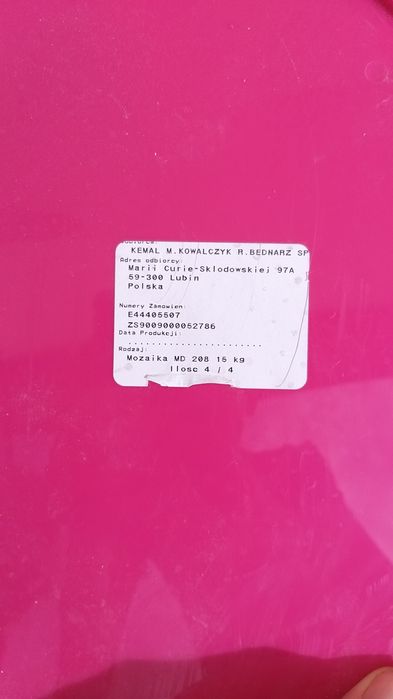 Odbiorca:
KEMAL M.KOWALCZYK R.BEDNARZ SP
Adres odbiorcy:
Marii Curie-Sklodowskiej 97A
59-300 Lubin
Polska
Numery Zamowien:
E44405507
ZS9009000052786
Data Produkcji:
.......................
Rodzaj:
Mozaika MD 208 15 kg
Ilosc 4 / 4